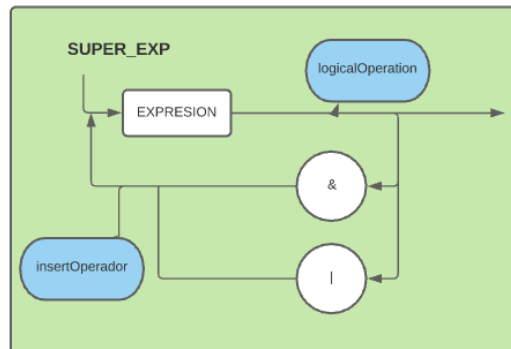 SUPER_EXP
logicalOperation
EXPRESION
&
insertOperador
|